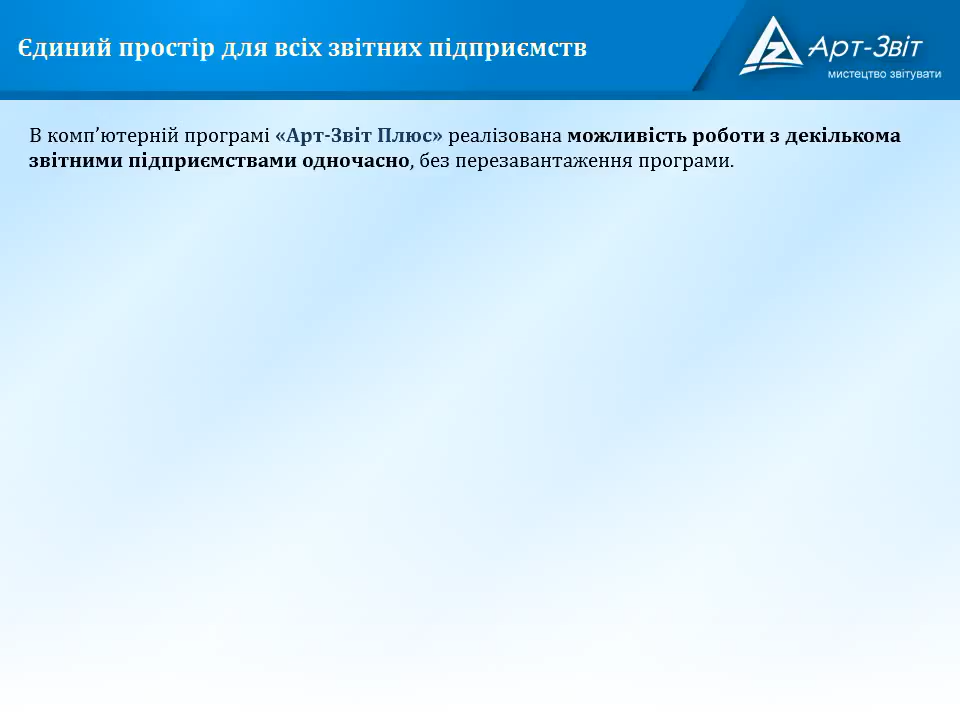 Єдиний простір для всіх звітних підприємств
Арт-Звіт
мистецтво звітувати
В комп’ютерній програмі «Арт-Звіт Плюс» реалізована можливість роботи з декількома
звітними підприємствами одночасно, без перезавантаження програми.